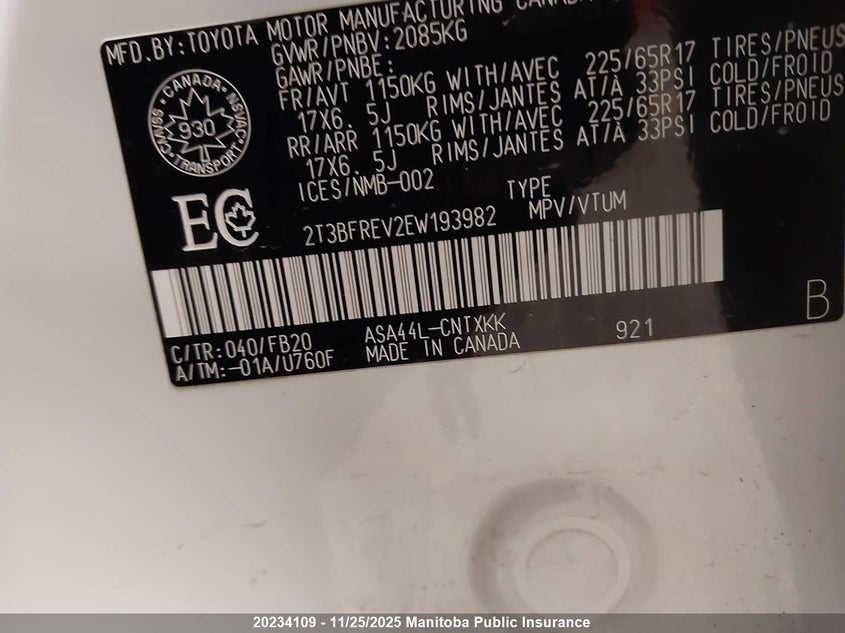 MFD.BY:TOYOTA MOTOR MANUFACTURING CANADA
GVWR/PNBV:2085KG
GAWR/PNBE:
FR/AVT 1150KG WITH/AVEC 225/65R17 TIRES/PNEUS
17X6.5J RIMS/JANTES AT/À 33PSI COLD/FROID
RR/ARR 1150KG WITH/AVEC 225/65R17 TIRES/PNEUS
17X6.5J RIMS/JANTES AT/À 33PSI COLD/FROID
ICES/NMB-002
CANADA
CMVSS NSVAC
930
TRANSPORT
EC
TYPE
2T3BFREV2EW193982 MPV/VTUM
B
C/TR:040/FB20 ASA44L-CNTXKK 921
A/TM:-01A/U760F MADE IN CANADA
20234109 - 11/25/2025 Manitoba Public Insurance